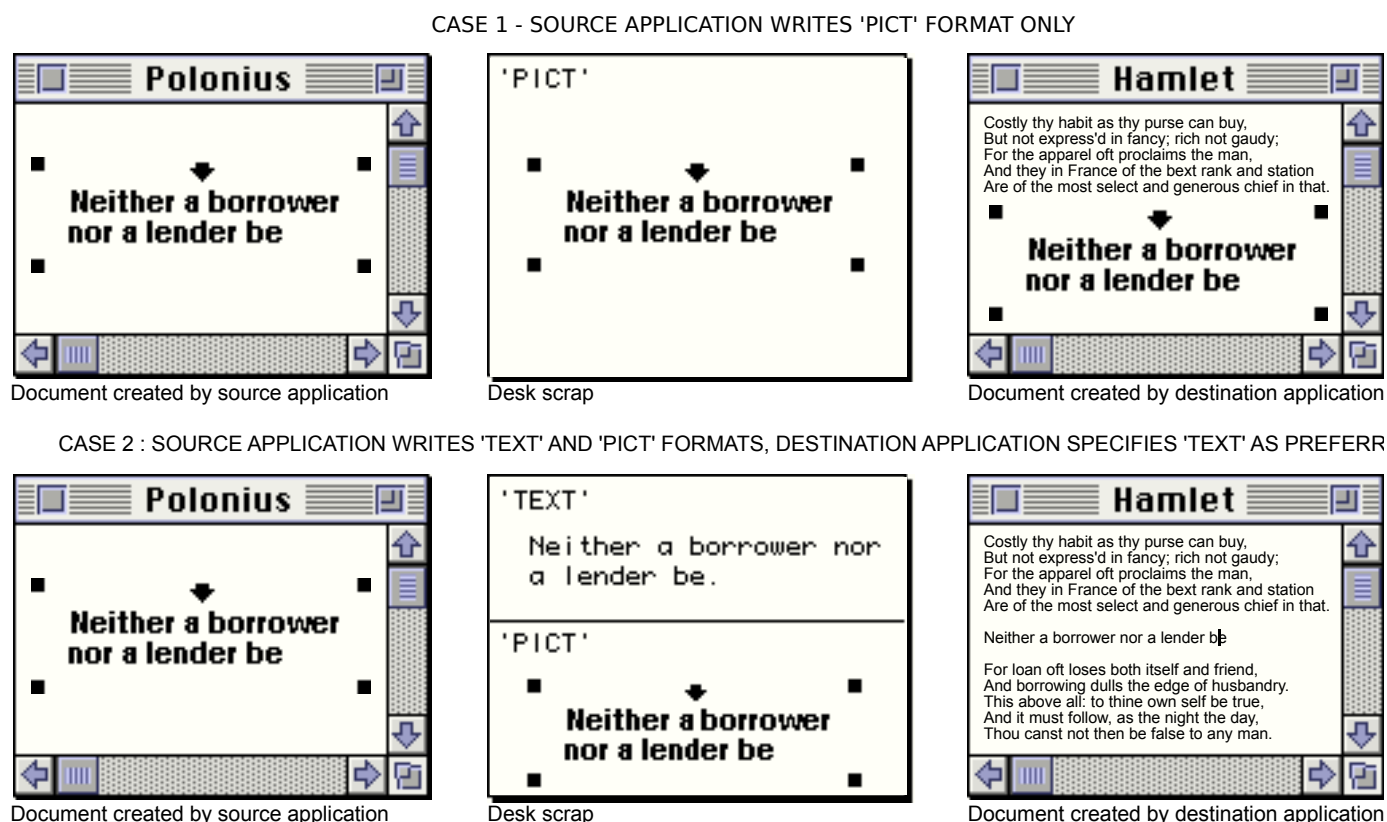 CASE 1 - SOURCE APPLICATION WRITES 'PICT' FORMAT ONLY
Polonius
Neither a borrower
nor a lender be
Document created by source application
'PICT'
Neither a borrower
nor a lender be
Desk scrap
Hamlet
Costly thy habit as thy purse can buy,
But not express'd in fancy; rich not gaudy;
For the apparel oft proclaims the man,
And they in France of the bext rank and station
Are of the most select and generous chief in that.
Neither a borrower
nor a lender be
Document created by destination application
CASE 2 : SOURCE APPLICATION WRITES 'TEXT' AND 'PICT' FORMATS, DESTINATION APPLICATION SPECIFIES 'TEXT' AS PREFERR
Polonius
Neither a borrower
nor a lender be
Document created by source application
'TEXT'
Neither a borrower nor
a lender be.
'PICT'
Neither a borrower
nor a lender be
Desk scrap
Hamlet
Costly thy habit as thy purse can buy,
But not express'd in fancy; rich not gaudy;
For the apparel oft proclaims the man,
And they in France of the bext rank and station
Are of the most select and generous chief in that.
Neither a borrower nor a lender be
For loan oft loses both itself and friend,
And borrowing dulls the edge of husbandry.
This above all: to thine own self be true,
And it must follow, as the night the day,
Thou canst not then be false to any man.
Document created by destination application